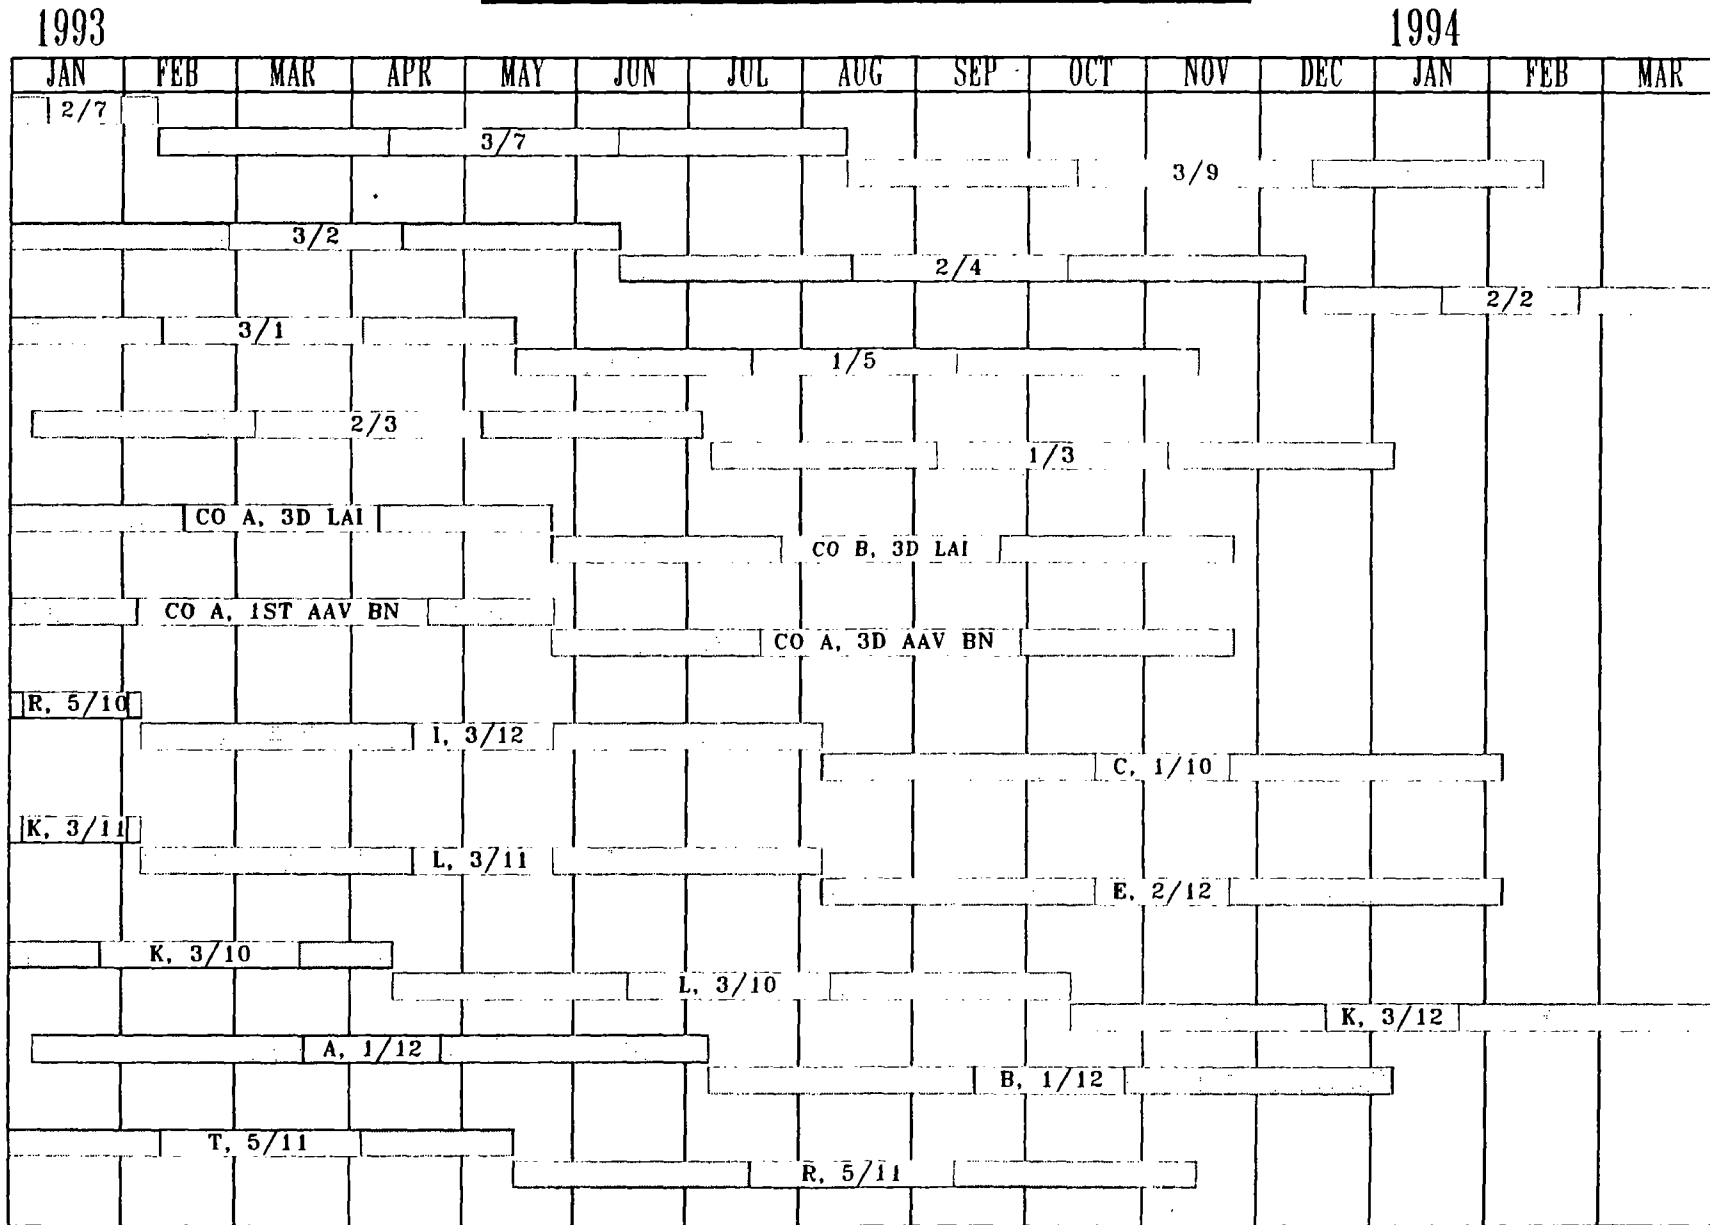 1993 1994
JAN FEB MAR APR MAY JUN JUL AUG SEP OCT NOV DEC JAN FEB MAR
2/7
3/7
3/9
3/2
2/4
2/2
3/1
1/5
2/3
1/3
CO A, 3D LAI
CO B, 3D LAI
CO A, 1ST AAV BN
CO A, 3D AAV BN
R, 5/10
I, 3/12
C, 1/10
K, 3/11
L, 3/11
E, 2/12
K, 3/10
L, 3/10
K, 3/12
A, 1/12
B, 1/12
T, 5/11
R, 5/11